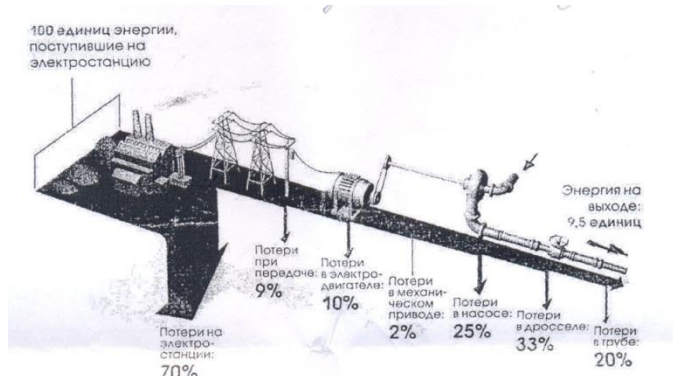 100 единиц энергии,
поступившие на
электростанцию
Энергия на
выходе:
9,5 единиц
Потери
при
передаче:
9%
Потери
в электро-
двигателе:
10%
Потери
в механи-
ческом
приводе:
2%
Потери
в насосе:
25%
Потери
в дросселе:
33%
Потери
в трубе:
20%
Потери на
электро-
станции:
70%